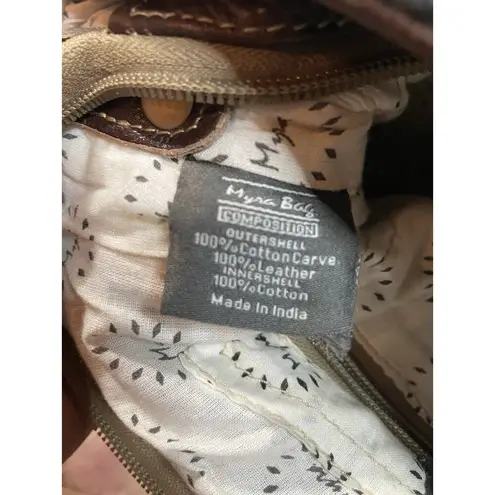 Myra Bag
COMPOSITION
OUTERSHELL
100%Cotton Carve,
100%Leather
INNERSHELL
100%Cotton
Made in India